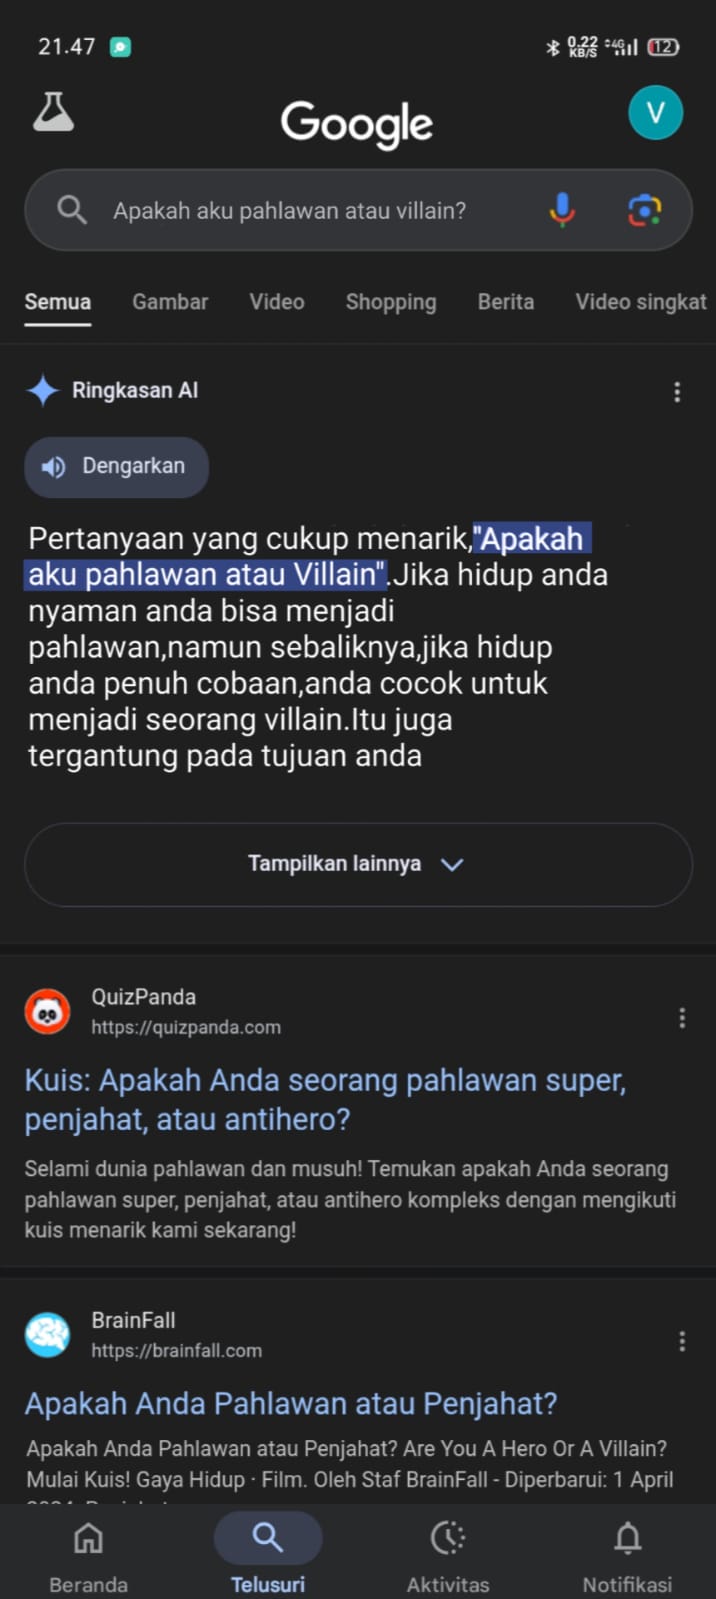 21.47
0.22
KB/S
4G
12
Google
V
Apakah aku pahlawan atau villain?
Semua Gambar Video Shopping Berita Video singkat
Ringkasan AI
Dengarkan
Pertanyaan yang cukup menarik,"Apakah
aku pahlawan atau Villain".Jika hidup anda
nyaman anda bisa menjadi
pahlawan,namun sebaliknya,jika hidup
anda penuh cobaan,anda cocok untuk
menjadi seorang villain.Itu juga
tergantung pada tujuan anda
Tampilkan lainnya
QuizPanda
https://quizpanda.com
Kuis: Apakah Anda seorang pahlawan super,
penjahat, atau antihero?
Selami dunia pahlawan dan musuh! Temukan apakah Anda seorang
pahlawan super, penjahat, atau antihero kompleks dengan mengikuti
kuis menarik kami sekarang!
BrainFall
https://brainfall.com
Apakah Anda Pahlawan atau Penjahat?
Apakah Anda Pahlawan atau Penjahat? Are You A Hero Or A Villain?
Mulai Kuis! Gaya Hidup · Film. Oleh Staf BrainFall - Diperbarui: 1 April
Beranda Telusuri Aktivitas Notifikasi